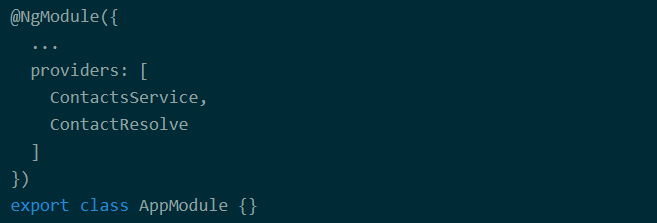 @NgModule({
  ...
  providers: [
    ContactsService,
    ContactResolve
  ]
})
export class AppModule {}